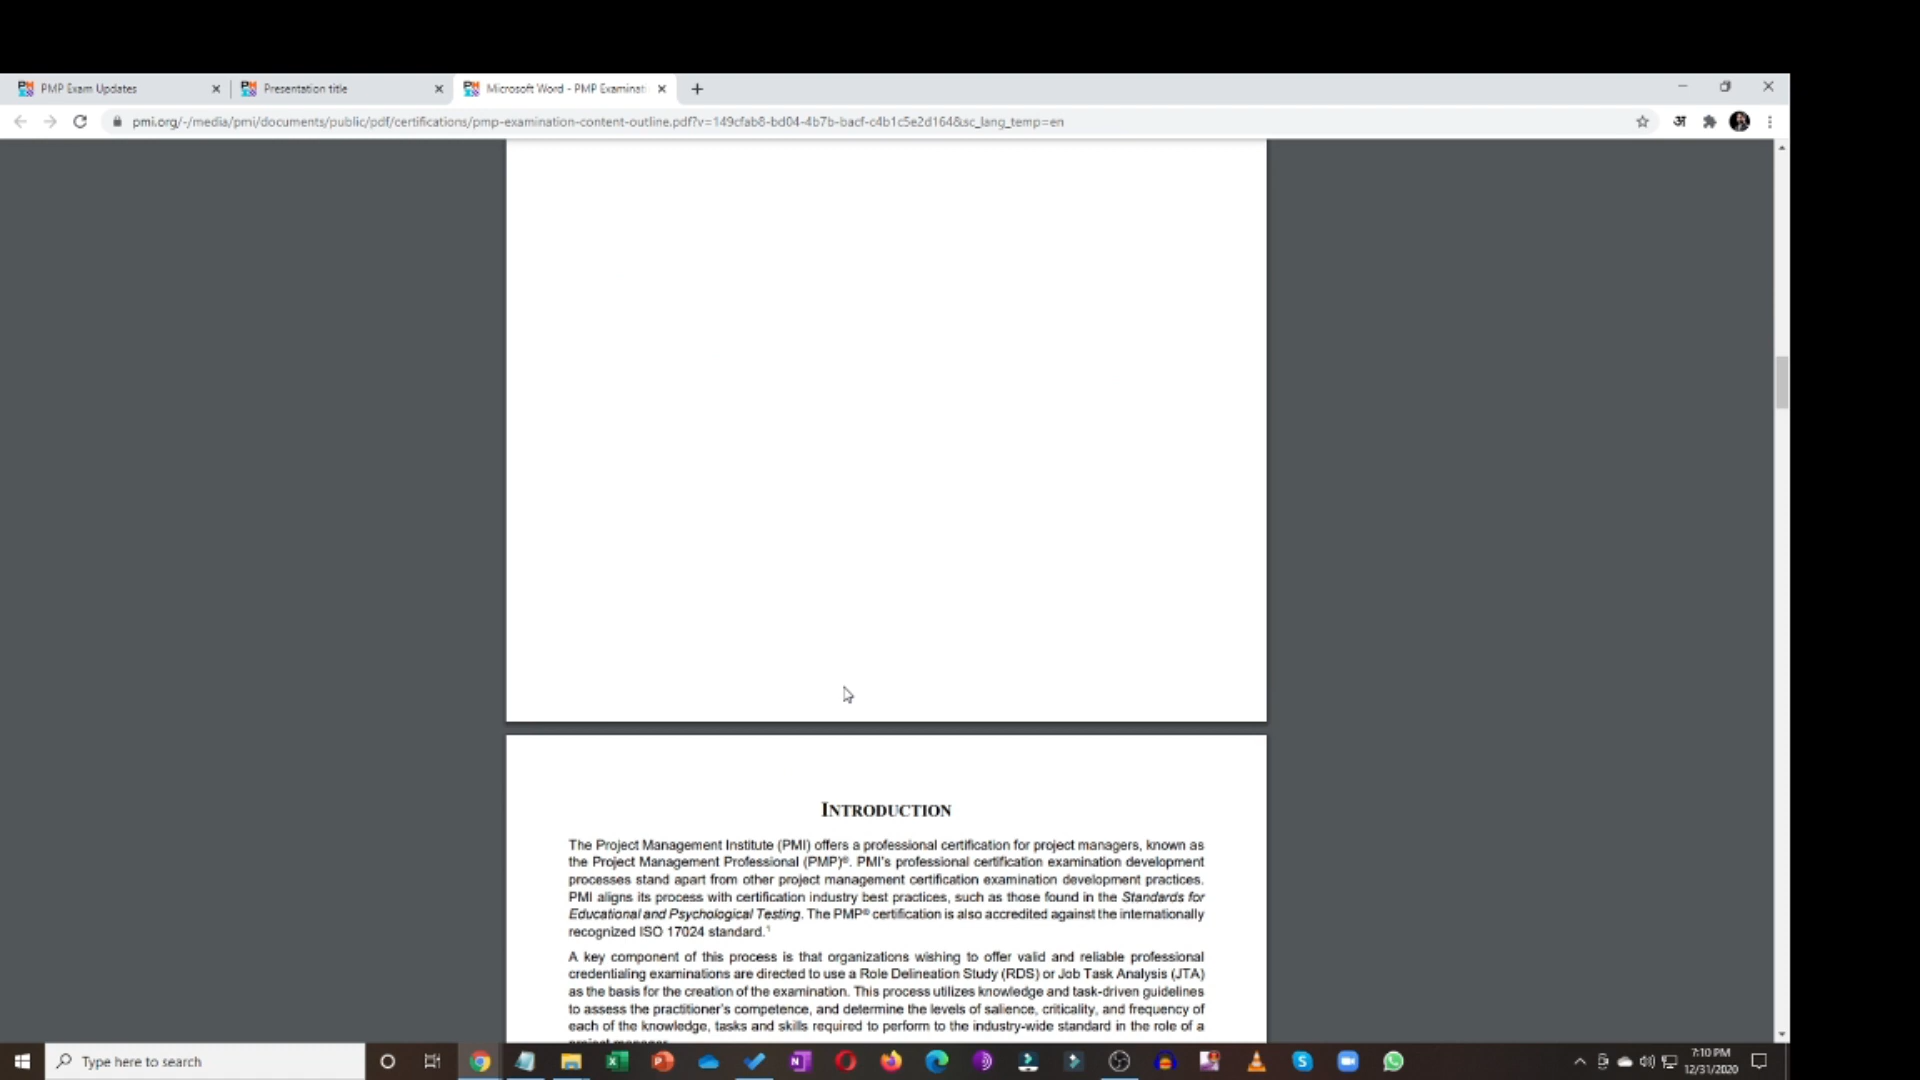 PMP Exam Updates
Presentation title
Microsoft Word - PMP Examinat
pmi.org/-/media/pmi/documents/public/pdf/certifications/pmp-examination-content-outline.pdf?v=149cfab8-bd04-4b7b-bacf-c4b1c5e2d164&sc_lang_temp=en
अ
INTRODUCTION
The Project Management Institute (PMI) offers a professional certification for project managers, known as
the Project Management Professional (PMP)®. PMI's professional certification examination development
processes stand apart from other project management certification examination development practices.
PMI aligns its process with certification industry best practices, such as those found in the Standards for
Educational and Psychological Testing. The PMP® certification is also accredited against the internationally
recognized ISO 17024 standard.¹
A key component of this process is that organizations wishing to offer valid and reliable professional
credentialing examinations are directed to use a Role Delineation Study (RDS) or Job Task Analysis (JTA)
as the basis for the creation of the examination. This process utilizes knowledge and task-driven guidelines
to assess the practitioner's competence, and determine the levels of salience, criticality, and frequency of
each of the knowledge, tasks and skills required to perform to the industry-wide standard in the role of a
project manager.
Type here to search
7:10 PM
12/31/2020